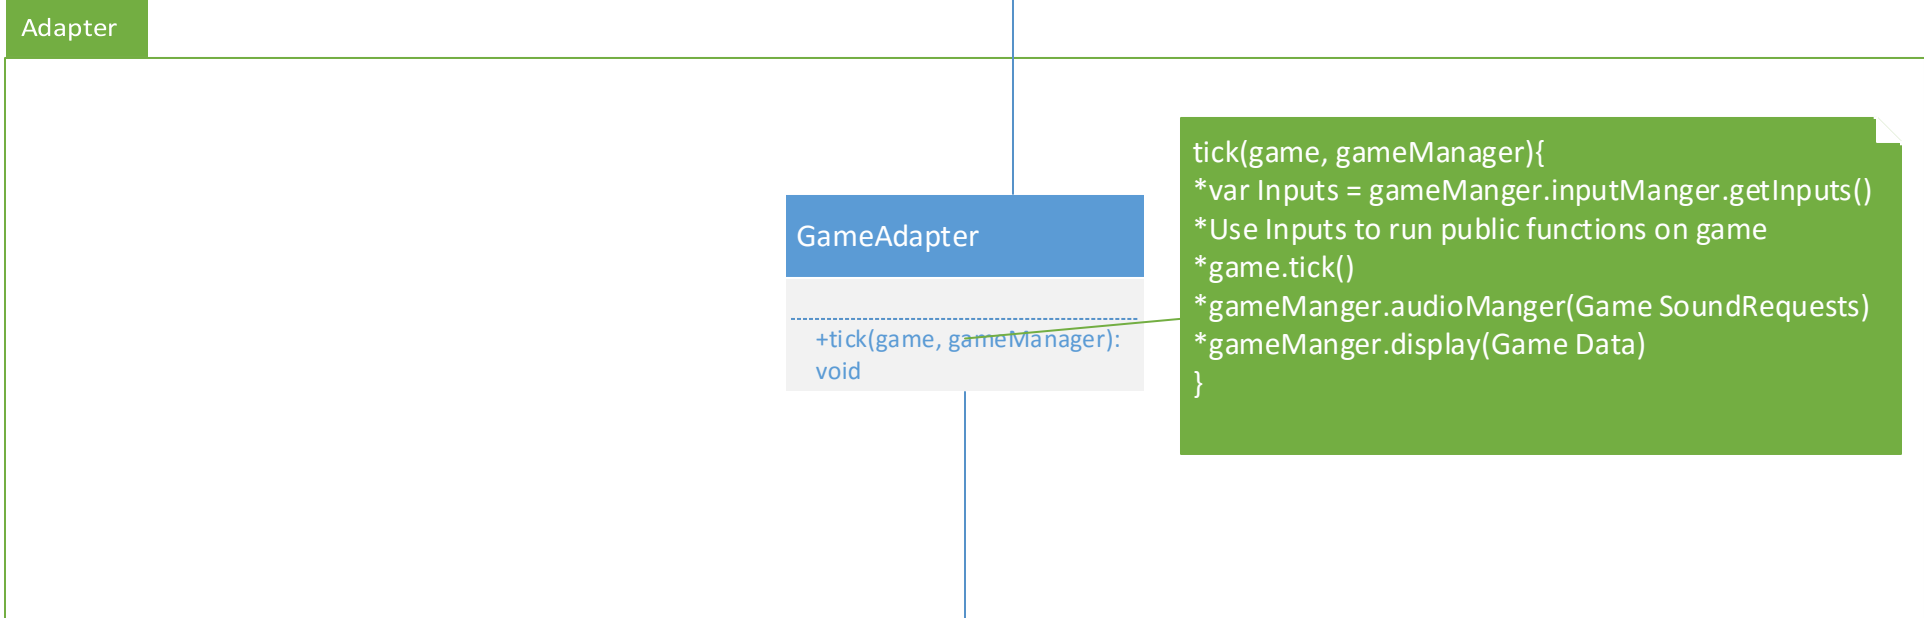 Adapter
GameAdapter
+tick(game, gameManager):
void
tick(game, gameManager){
*var Inputs = gameManger.inputManger.getInputs()
*Use Inputs to run public functions on game
*game.tick()
*gameManger.audioManger(Game SoundRequests)
*gameManger.display(Game Data)
}